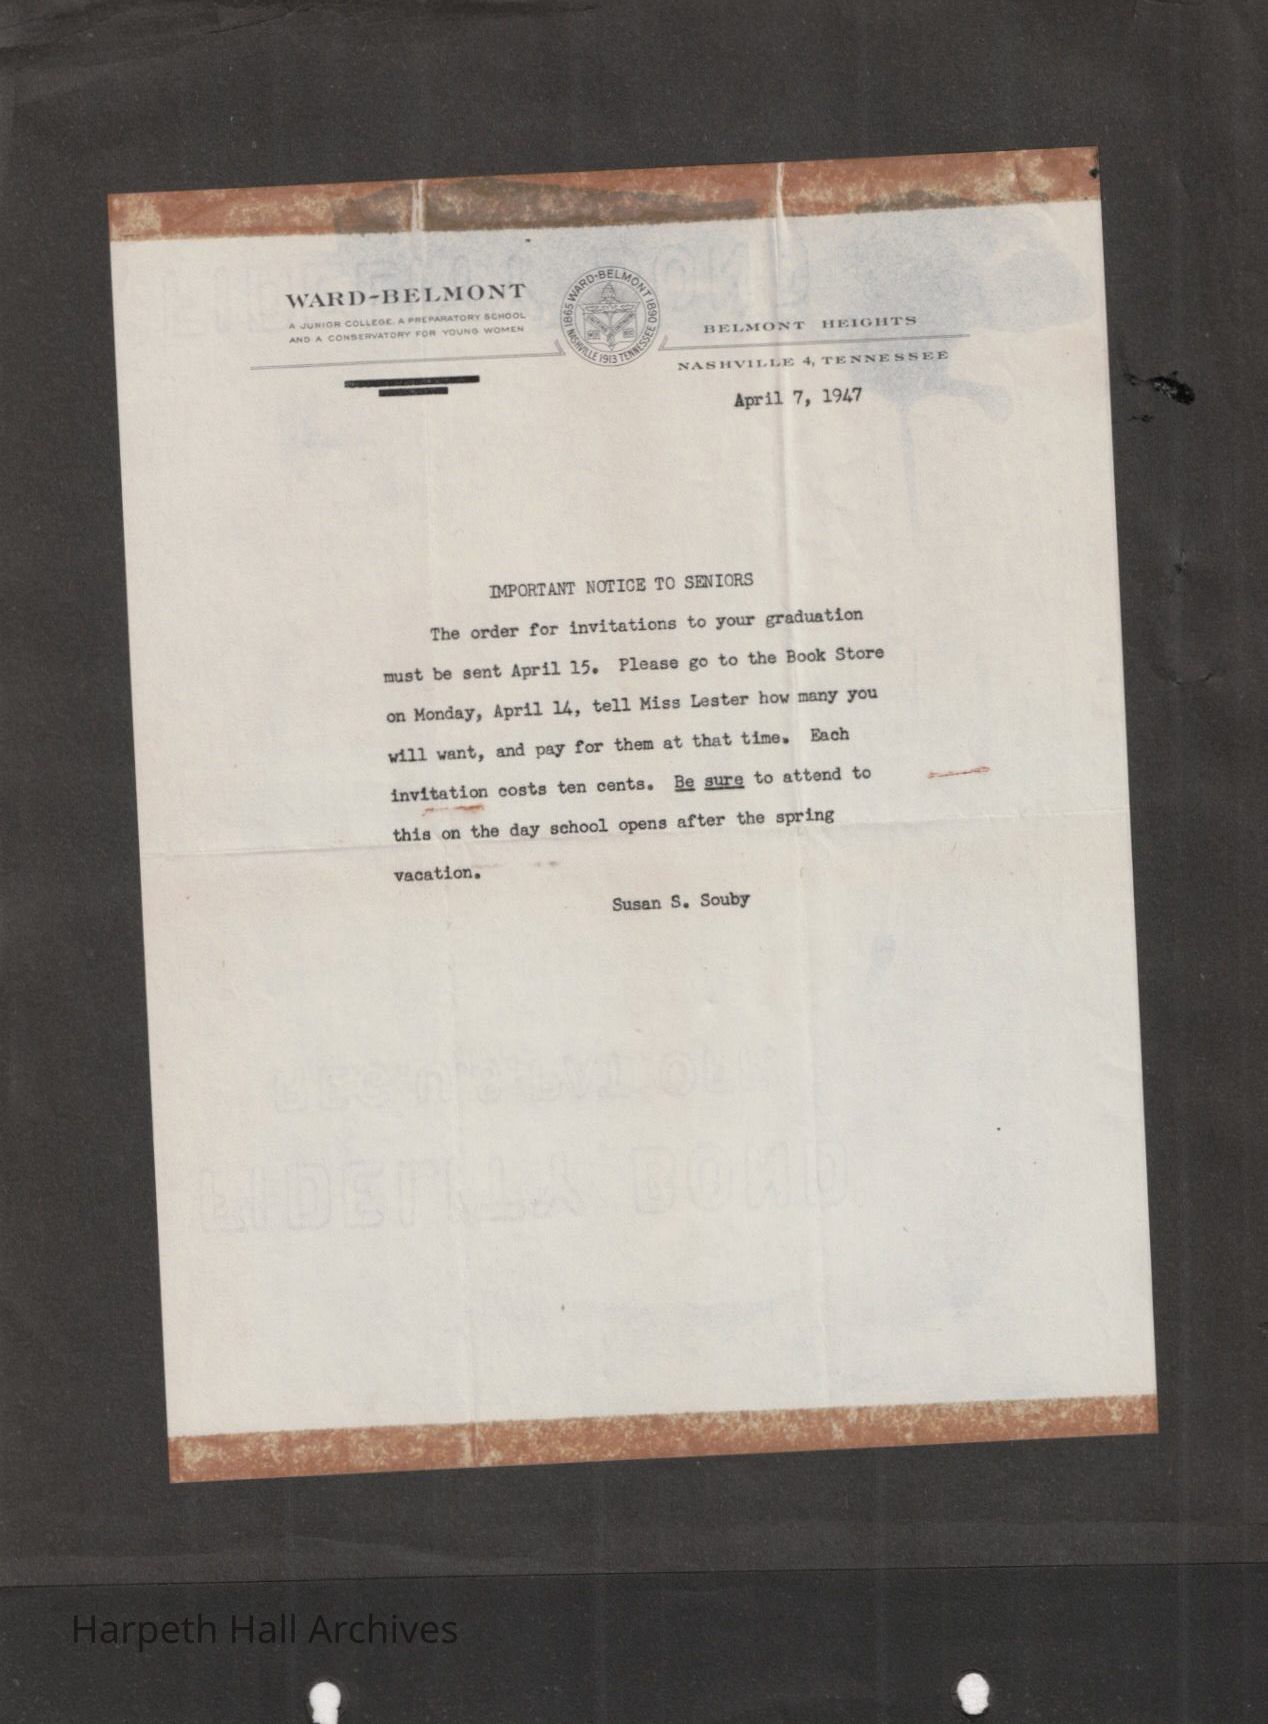 WARD-BELMONT
A JUNIOR COLLEGE, A PREPARATORY SCHOOL
AND A CONSERVATORY FOR YOUNG WOMEN
1865 WARD-BELMONT 1890
NASHVILLE 1913 TENNESSEE
BELMONT HEIGHTS
NASHVILLE 4, TENNESSEE
April 7, 1947
IMPORTANT NOTICE TO SENIORS
The order for invitations to your graduation
must be sent April 15. Please go to the Book Store
on Monday, April 14, tell Miss Lester how many you
will want, and pay for them at that time. Each
invitation costs ten cents. Be sure to attend to
this on the day school opens after the spring
vacation.
Susan S. Souby
FIDELITY BOND
Harpeth Hall Archives